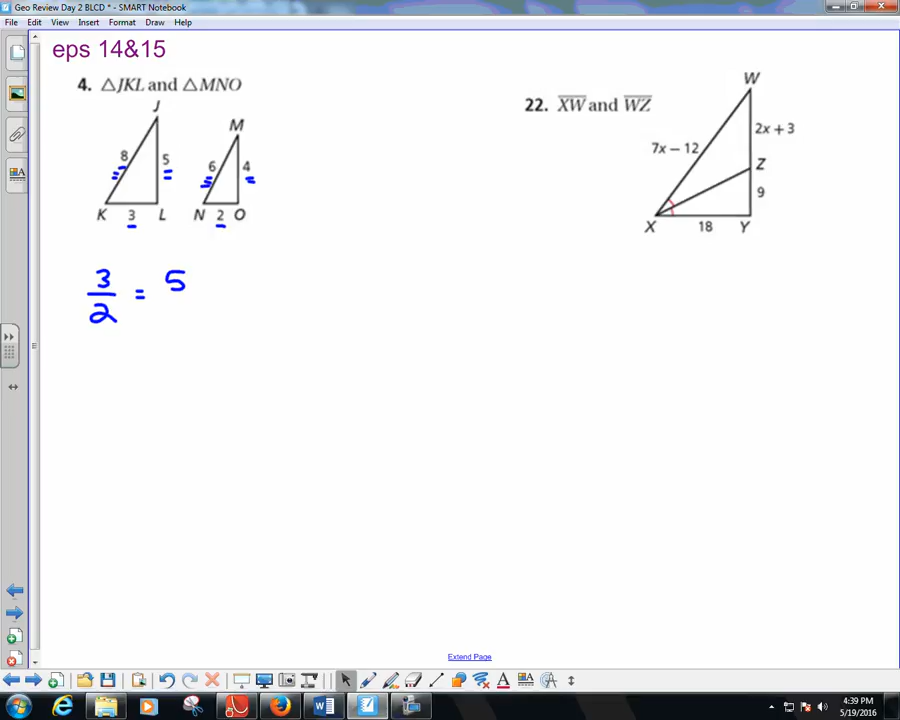 Geo Review Day 2 BLCD * - SMART Notebook
File Edit View Insert Format Draw Help
eps 14&15
4. △JKL and △MNO
J
8
5
K 3 L
M
6
4
N 2 O
22. XW and WZ
W
7x – 12
2x + 3
Z
9
X 18 Y
3/2 = 5
Extend Page
4:39 PM
5/19/2016